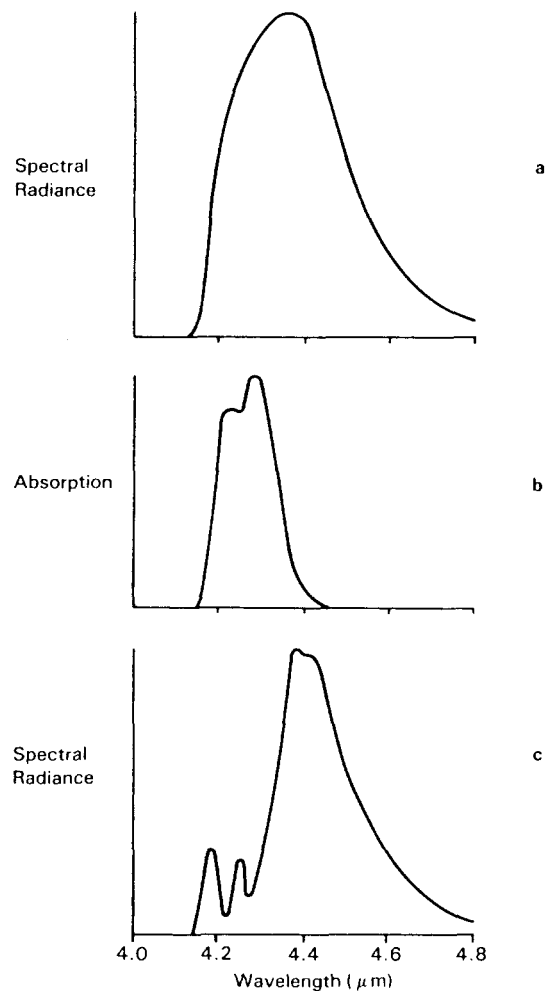 Spectral
Radiance
a
Absorption
b
Spectral
Radiance
c
4.0 4.2 4.4 4.6 4.8
Wavelength (μm)